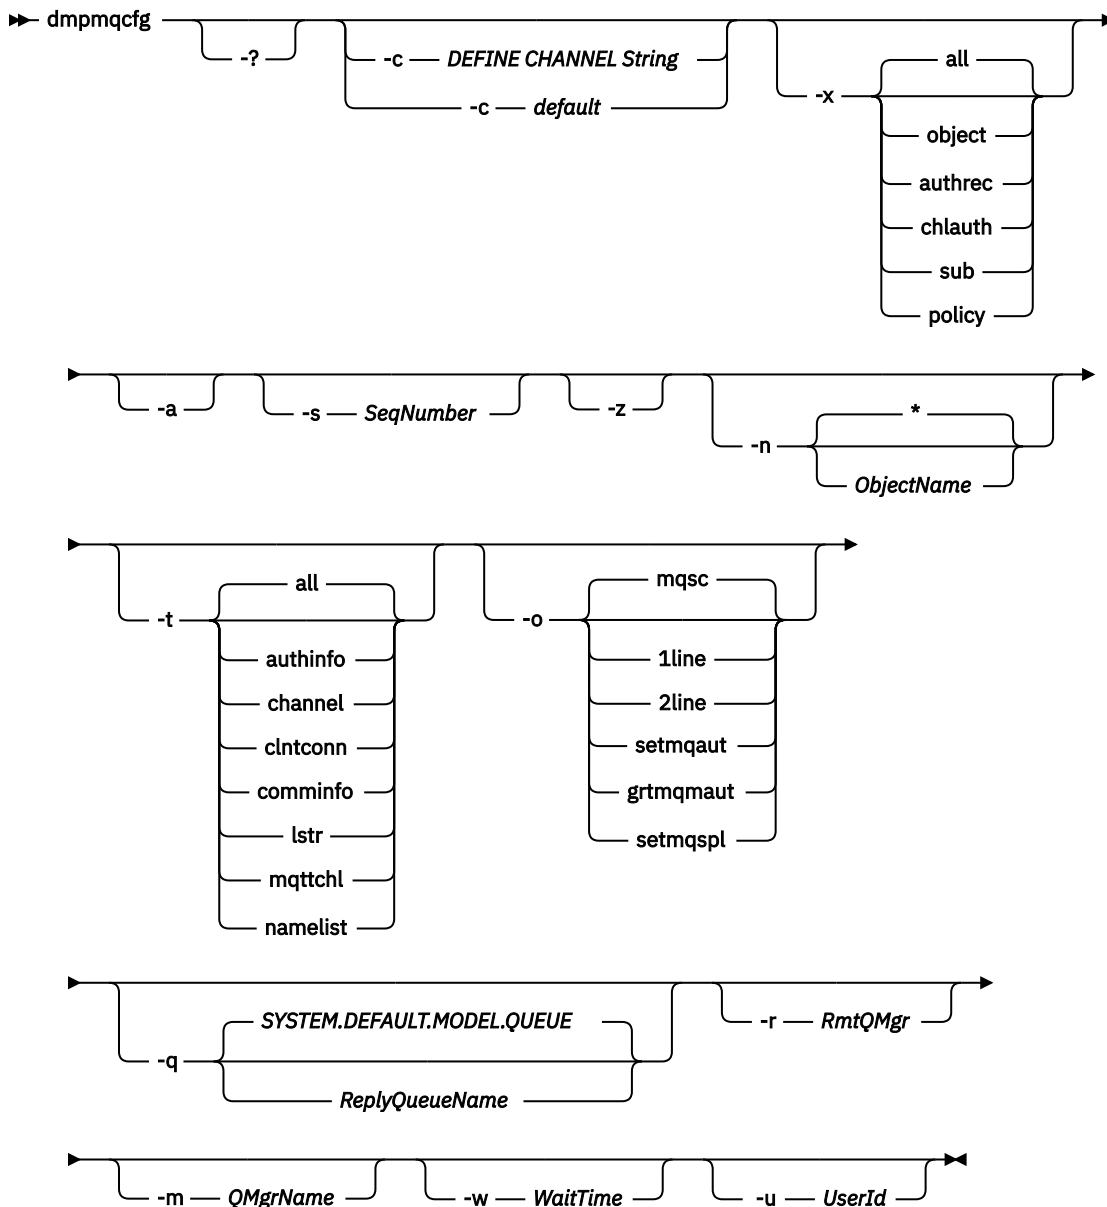 dmpmqcfg
-?
-c DEFINE CHANNEL String
-c default
-x
all
object
authrec
chlauth
sub
policy
-a
-s SeqNumber
-z
-n
*
ObjectName
-t
all
authinfo
channel
clntconn
comminfo
lstr
mqttchl
namelist
-o
mqsc
1line
2line
setmqaut
grtmqmaut
setmqspl
-q
SYSTEM.DEFAULT.MODEL.QUEUE
ReplyQueueName
-r RmtQMgr
-m QMgrName
-w WaitTime
-u UserId